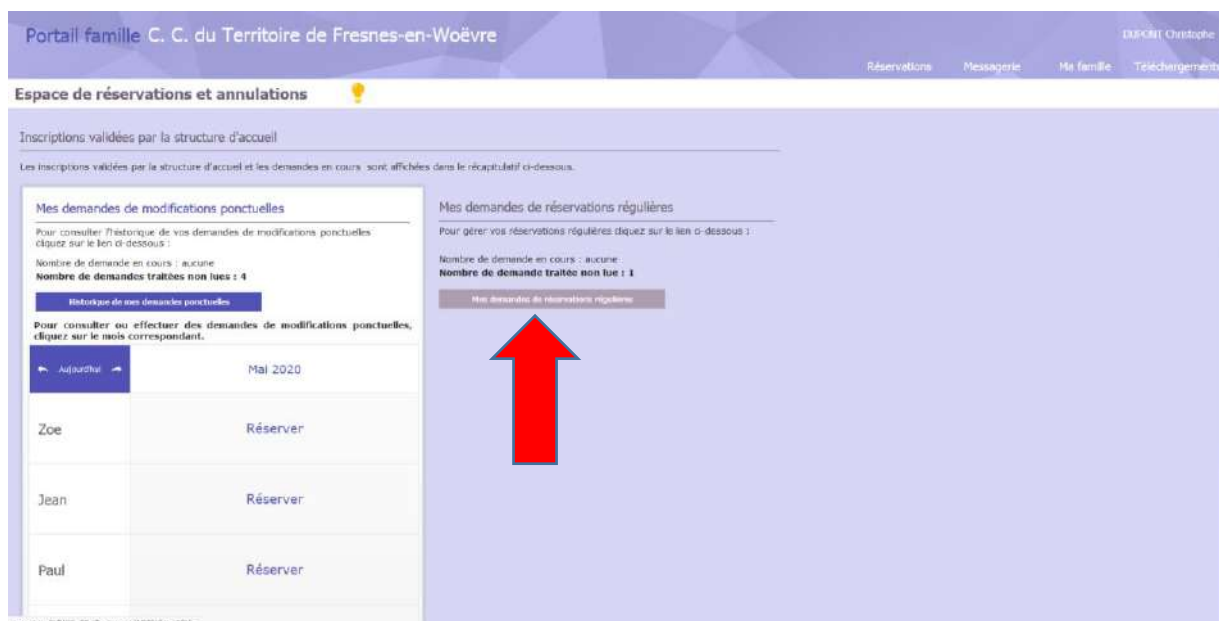 Portail famille C. C. du Territoire de Fresnes-en-Woëvre
DUPONT Christophe
Réservations Messagerie Ma famille Téléchargements
Espace de réservations et annulations
Inscriptions validées par la structure d'accueil
Les inscriptions validées par la structure d'accueil et les demandes en cours sont affichées dans le récapitulatif ci-dessous.
Mes demandes de modifications ponctuelles
Pour consulter l'historique de vos demandes de modifications ponctuelles
cliquez sur le lien ci-dessous :
Nombre de demande en cours : aucune
Nombre de demandes traitées non lues : 4
Historique de mes demandes ponctuelles
Pour consulter ou effectuer des demandes de modifications ponctuelles,
cliquez sur le mois correspondant.
Aujourd'hui Mai 2020
Zoe Réserver
Jean Réserver
Paul Réserver
Mes demandes de réservations régulières
Pour gérer vos réservations régulières cliquez sur le lien ci-dessous :
Nombre de demande en cours : aucune
Nombre de demande traitée non lue : 1
Mes demandes de réservations régulières